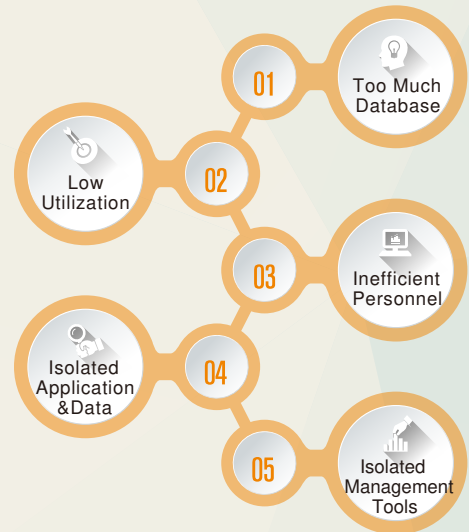 01
Too Much
Database
02
Low
Utilization
03
Inefficient
Personnel
04
Isolated
Application
&Data
05
Isolated
Management
Tools